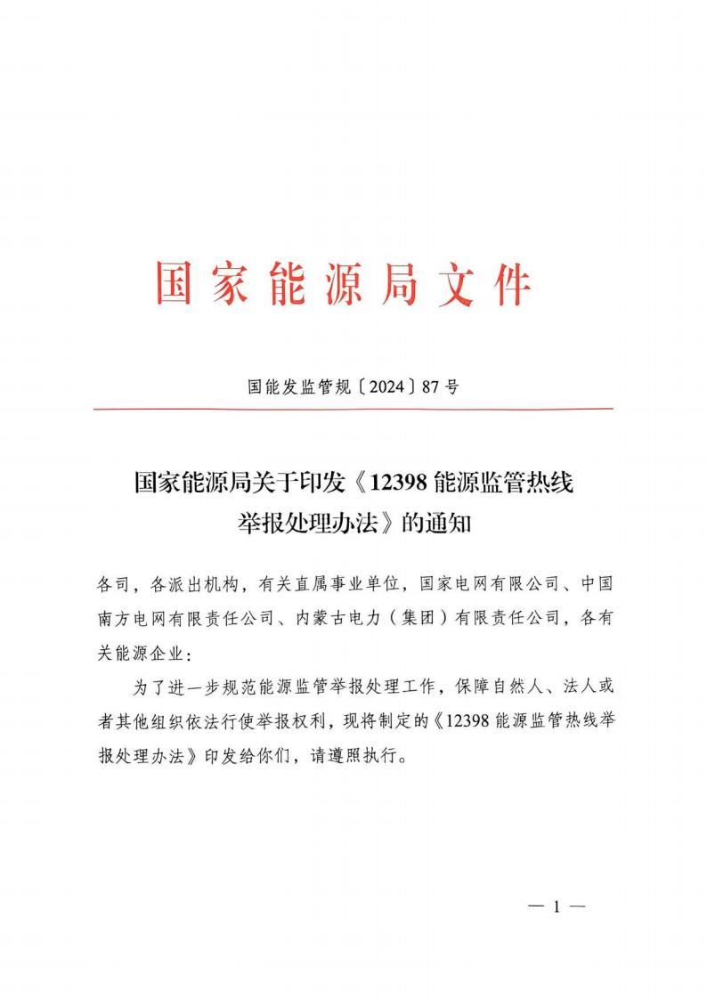 国家能源局文件
国能发监管规〔2024〕87号
国家能源局关于印发《12398能源监管热线
举报处理办法》的通知
各司，各派出机构，有关直属事业单位，国家电网有限公司、中国
南方电网有限责任公司、内蒙古电力（集团）有限责任公司，各有
关能源企业：
为了进一步规范能源监管举报处理工作，保障自然人、法人或
者其他组织依法行使举报权利，现将制定的《12398能源监管热线举
报处理办法》印发给你们，请遵照执行。
— 1 —